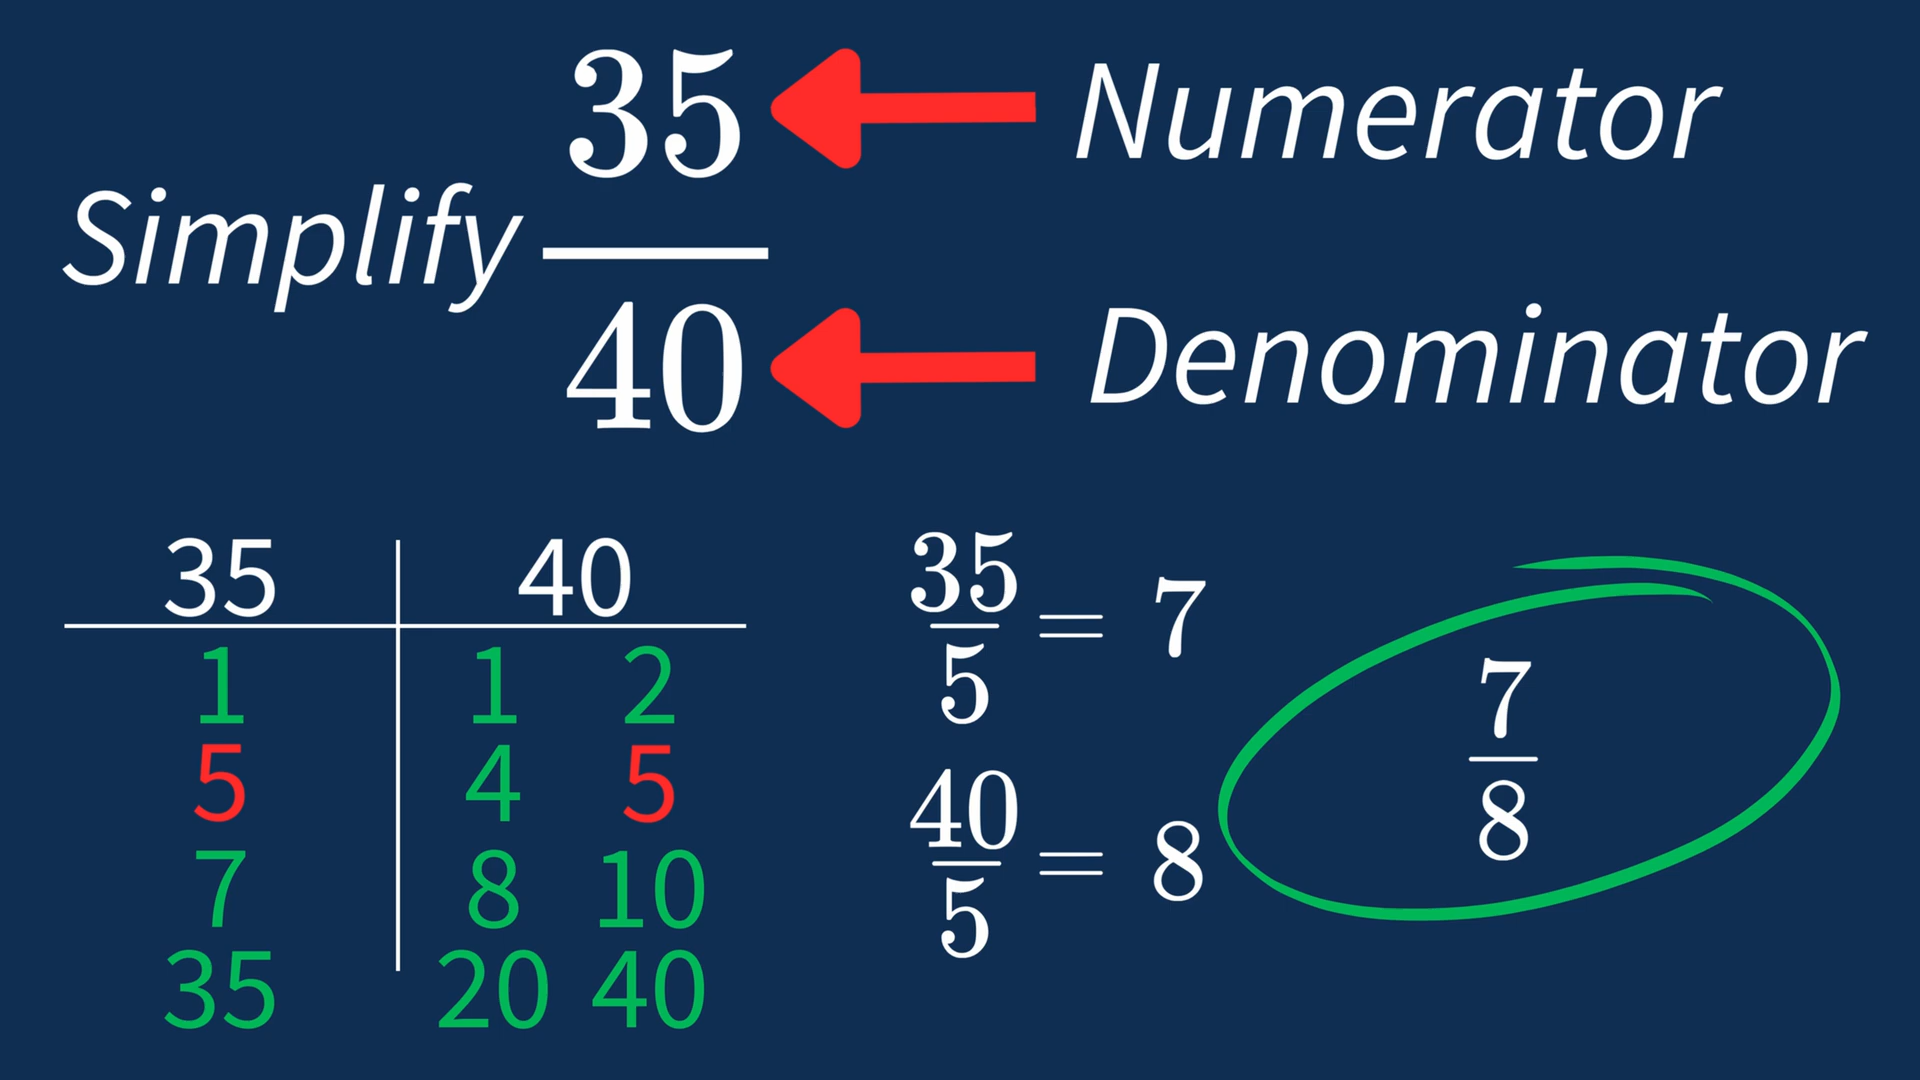 Simplify
35
40
Numerator
Denominator
35 40
1 1 2
5 4 5
7 8 10
35 20 40
35
5
= 7
40
5
= 8
7
8